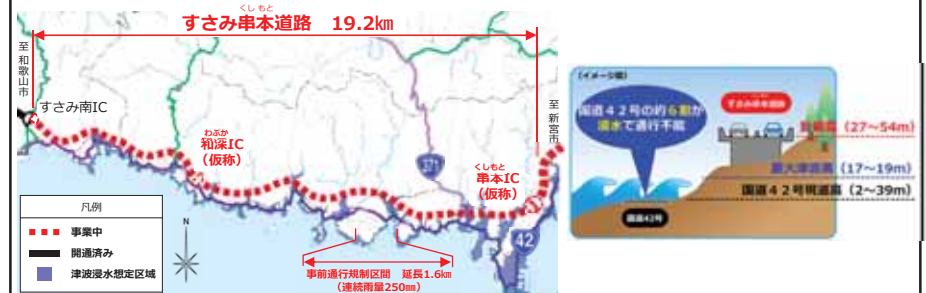 すさみ串本道路 19.2km
くしもと
至和歌山市
すさみ南IC
わぶか
和深IC
(仮称)
371
くしもと
串本IC
(仮称)
至新宮市
42
凡例
事業中
開通済み
津波浸水想定区域
N
事前通行規制区間 延長1.6km
(連続雨量250mm)
(イメージ図)
国道42号の約6割が
浸水で通行不能
すさみ串本道路
(27~54m)
最大津波高 (17~19m)
国道42号現道高 (2~39m)
国道42号